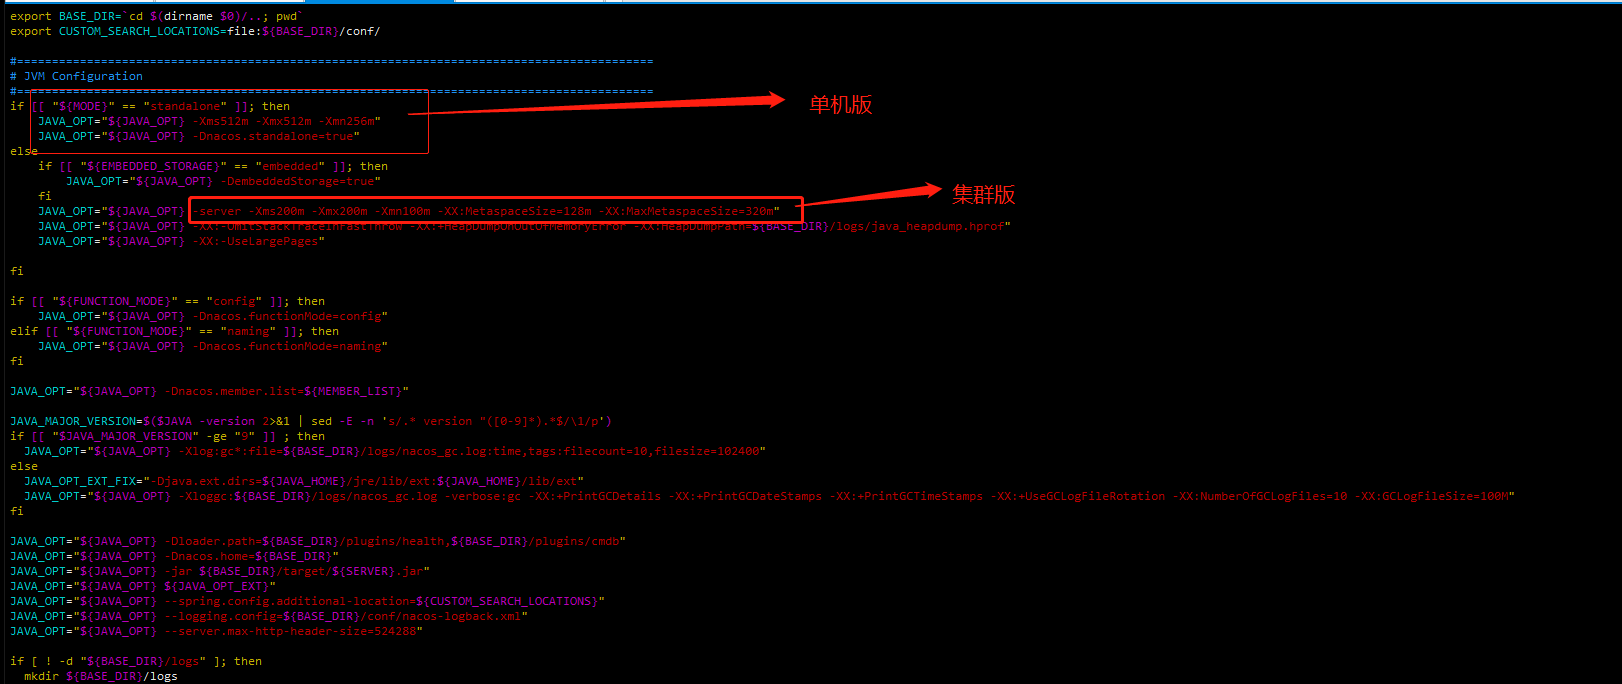 export BASE_DIR=`cd $(dirname $0)/..; pwd`
export CUSTOM_SEARCH_LOCATIONS=file:${BASE_DIR}/conf/
#===========================================================================================
# JVM Configuration
#===========================================================================================
if [[ "${MODE}" == "standalone" ]]; then
单机版
JAVA_OPT="${JAVA_OPT} -Xms512m -Xmx512m -Xmn256m"
JAVA_OPT="${JAVA_OPT} -Dnacos.standalone=true"
else
if [[ "${EMBEDDED_STORAGE}" == "embedded" ]]; then
JAVA_OPT="${JAVA_OPT} -DembeddedStorage=true"
fi
集群版
JAVA_OPT="${JAVA_OPT} -server -Xms200m -Xmx200m -Xmn100m -XX:MetaspaceSize=128m -XX:MaxMetaspaceSize=320m"
JAVA_OPT="${JAVA_OPT} -XX:-OmitStackTraceInFastThrow -XX:+HeapDumpOnOutOfMemoryError -XX:HeapDumpPath=${BASE_DIR}/logs/java_heapdump.hprof"
JAVA_OPT="${JAVA_OPT} -XX:-UseLargePages"
fi
if [[ "${FUNCTION_MODE}" == "config" ]]; then
JAVA_OPT="${JAVA_OPT} -Dnacos.functionMode=config"
elif [[ "${FUNCTION_MODE}" == "naming" ]]; then
JAVA_OPT="${JAVA_OPT} -Dnacos.functionMode=naming"
fi
JAVA_OPT="${JAVA_OPT} -Dnacos.member.list=${MEMBER_LIST}"
JAVA_MAJOR_VERSION=$($JAVA -version 2>&1 | sed -E -n 's/.* version "([0-9]*).*$/\1/p')
if [[ "$JAVA_MAJOR_VERSION" -ge "9" ]] ; then
JAVA_OPT="${JAVA_OPT} -Xlog:gc*:file=${BASE_DIR}/logs/nacos_gc.log:time,tags:filecount=10,filesize=102400"
else
JAVA_OPT_EXT_FIX="-Djava.ext.dirs=${JAVA_HOME}/jre/lib/ext:${JAVA_HOME}/lib/ext"
JAVA_OPT="${JAVA_OPT} -Xloggc:${BASE_DIR}/logs/nacos_gc.log -verbose:gc -XX:+PrintGCDetails -XX:+PrintGCDateStamps -XX:+PrintGCTimeStamps -XX:+UseGCLogFileRotation -XX:NumberOfGCLogFiles=10 -XX:GCLogFileSize=100M"
fi
JAVA_OPT="${JAVA_OPT} -Dloader.path=${BASE_DIR}/plugins/health,${BASE_DIR}/plugins/cmdb"
JAVA_OPT="${JAVA_OPT} -Dnacos.home=${BASE_DIR}"
JAVA_OPT="${JAVA_OPT} -jar ${BASE_DIR}/target/${SERVER}.jar"
JAVA_OPT="${JAVA_OPT} ${JAVA_OPT_EXT}"
JAVA_OPT="${JAVA_OPT} --spring.config.additional-location=${CUSTOM_SEARCH_LOCATIONS}"
JAVA_OPT="${JAVA_OPT} --logging.config=${BASE_DIR}/conf/nacos-logback.xml"
JAVA_OPT="${JAVA_OPT} --server.max-http-header-size=524288"
if [ ! -d "${BASE_DIR}/logs" ]; then
mkdir ${BASE_DIR}/logs